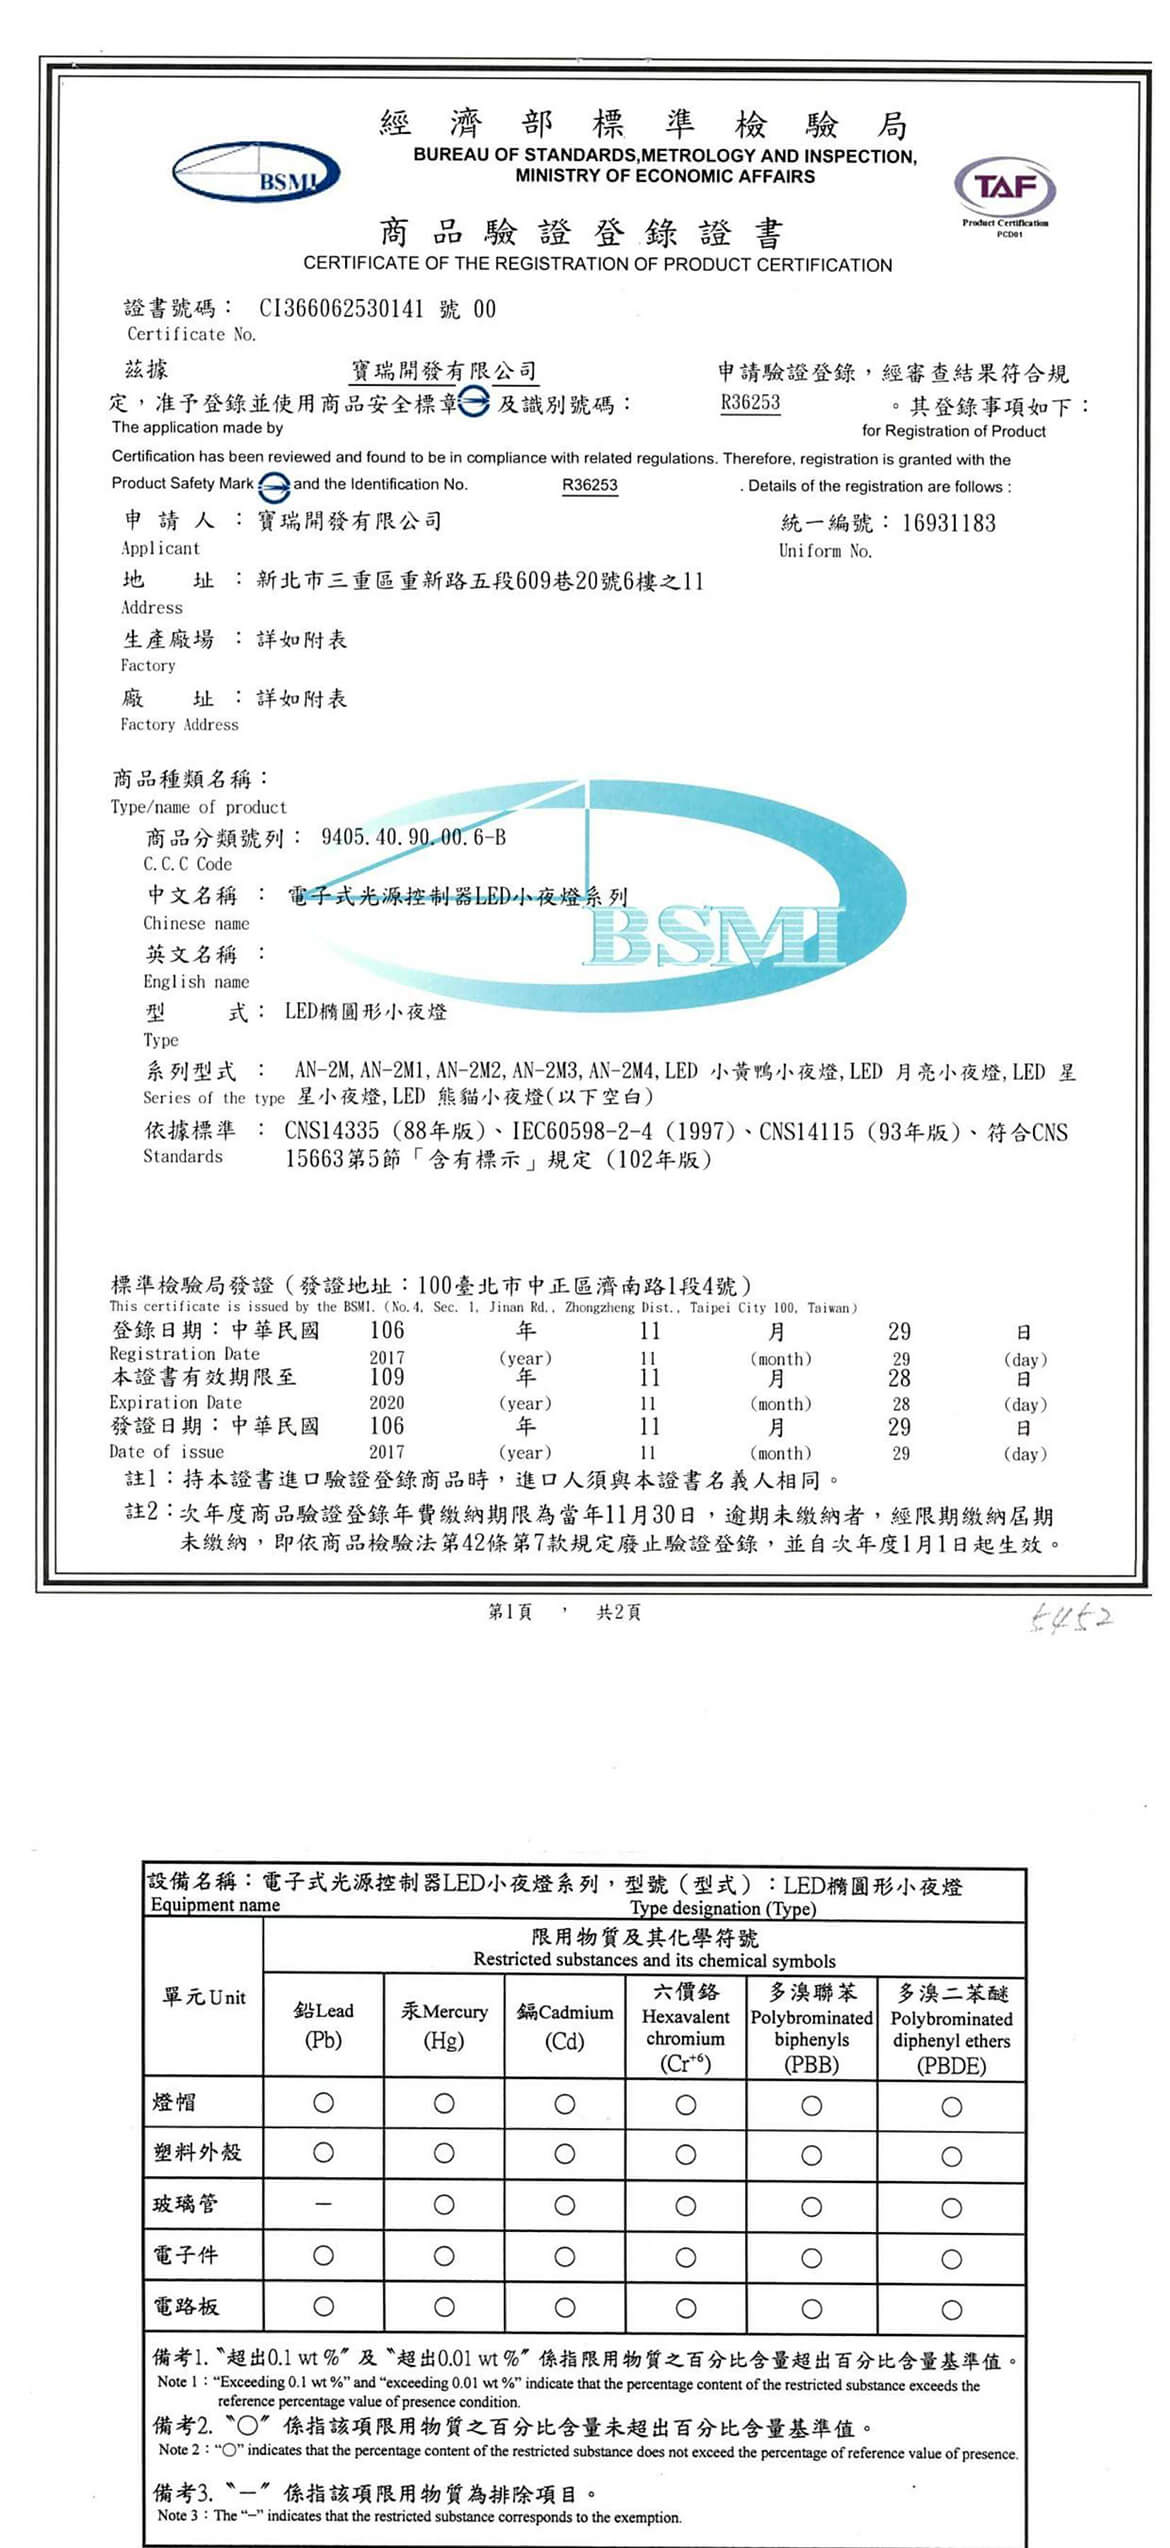 經濟部標準檢驗局
BSMI
BUREAU OF STANDARDS,METROLOGY AND INSPECTION,
MINISTRY OF ECONOMIC AFFAIRS
TAF
Product Certification
PCD01
商品驗證登錄證書
CERTIFICATE OF THE REGISTRATION OF PRODUCT CERTIFICATION
證書號碼： CI366062530141 號 00
Certificate No.
茲據 寶瑞開發有限公司 申請驗證登錄，經審查結果符合規
定，准予登錄並使用商品安全標章 及識別號碼： R36253 。其登錄事項如下：
The application made by for Registration of Product
Certification has been reviewed and found to be in compliance with related regulations. Therefore, registration is granted with the
Product Safety Mark and the Identification No. R36253 . Details of the registration are follows :
申請人 ：寶瑞開發有限公司 統一編號：16931183
Applicant Uniform No.
地址 ：新北市三重區重新路五段609巷20號6樓之11
Address
生產廠場 ：詳如附表
Factory
廠址 ：詳如附表
Factory Address
商品種類名稱：
Type/name of product
商品分類號列： 9405.40.90.00.6-B
C.C.C Code
中文名稱 ： 電子式光源控制器LED小夜燈系列
Chinese name
BSMI
英文名稱 ：
English name
型式： LED橢圓形小夜燈
Type
系列型式 ： AN-2M,AN-2M1,AN-2M2,AN-2M3,AN-2M4,LED 小黃鴨小夜燈,LED 月亮小夜燈,LED 星
Series of the type 星小夜燈,LED 熊貓小夜燈(以下空白)
依據標準 ： CNS14335 (88年版)、IEC60598-2-4 (1997)、CNS14115 (93年版)、符合CNS
Standards 15663第5節「含有標示」規定 (102年版)
標準檢驗局發證（發證地址：100臺北市中正區濟南路1段4號）
This certificate is issued by the BSMI. (No.4, Sec. 1, Jinan Rd., Zhongzheng Dist., Taipei City 100, Taiwan)
登錄日期：中華民國 106 年 11 月 29 日
Registration Date 2017 (year) 11 (month) 29 (day)
本證書有效期限至 109 年 11 月 28 日
Expiration Date 2020 (year) 11 (month) 28 (day)
發證日期：中華民國 106 年 11 月 29 日
Date of issue 2017 (year) 11 (month) 29 (day)
註1：持本證書進口驗證登錄商品時，進口人須與本證書名義人相同。
註2：次年度商品驗證登錄年費繳納期限為當年11月30日，逾期未繳納者，經限期繳納屆期
未繳納，即依商品檢驗法第42條第7款規定廢止驗證登錄，並自次年度1月1日起生效。
第1頁 ， 共2頁
5452
設備名稱：電子式光源控制器LED小夜燈系列，型號（型式）：LED橢圓形小夜燈
Equipment name Type designation (Type)
限用物質及其化學符號
Restricted substances and its chemical symbols
單元Unit
鉛Lead (Pb)
汞Mercury (Hg)
鎘Cadmium (Cd)
六價鉻 Hexavalent chromium (Cr+6)
多溴聯苯 Polybrominated biphenyls (PBB)
多溴二苯醚 Polybrominated diphenyl ethers (PBDE)
燈帽 ○ ○ ○ ○ ○ ○
塑料外殼 ○ ○ ○ ○ ○ ○
玻璃管 － ○ ○ ○ ○ ○
電子件 ○ ○ ○ ○ ○ ○
電路板 ○ ○ ○ ○ ○ ○
備考1. 〝超出0.1 wt %〞及〝超出0.01 wt %〞係指限用物質之百分比含量超出百分比含量基準值。
Note 1：“Exceeding 0.1 wt %” and “exceeding 0.01 wt %” indicate that the percentage content of the restricted substance exceeds the
reference percentage value of presence condition.
備考2. 〝○〞係指該項限用物質之百分比含量未超出百分比含量基準值。
Note 2：“○” indicates that the percentage content of the restricted substance does not exceed the percentage of reference value of presence.
備考3. 〝－〞係指該項限用物質為排除項目。
Note 3：The “−” indicates that the restricted substance corresponds to the exemption.